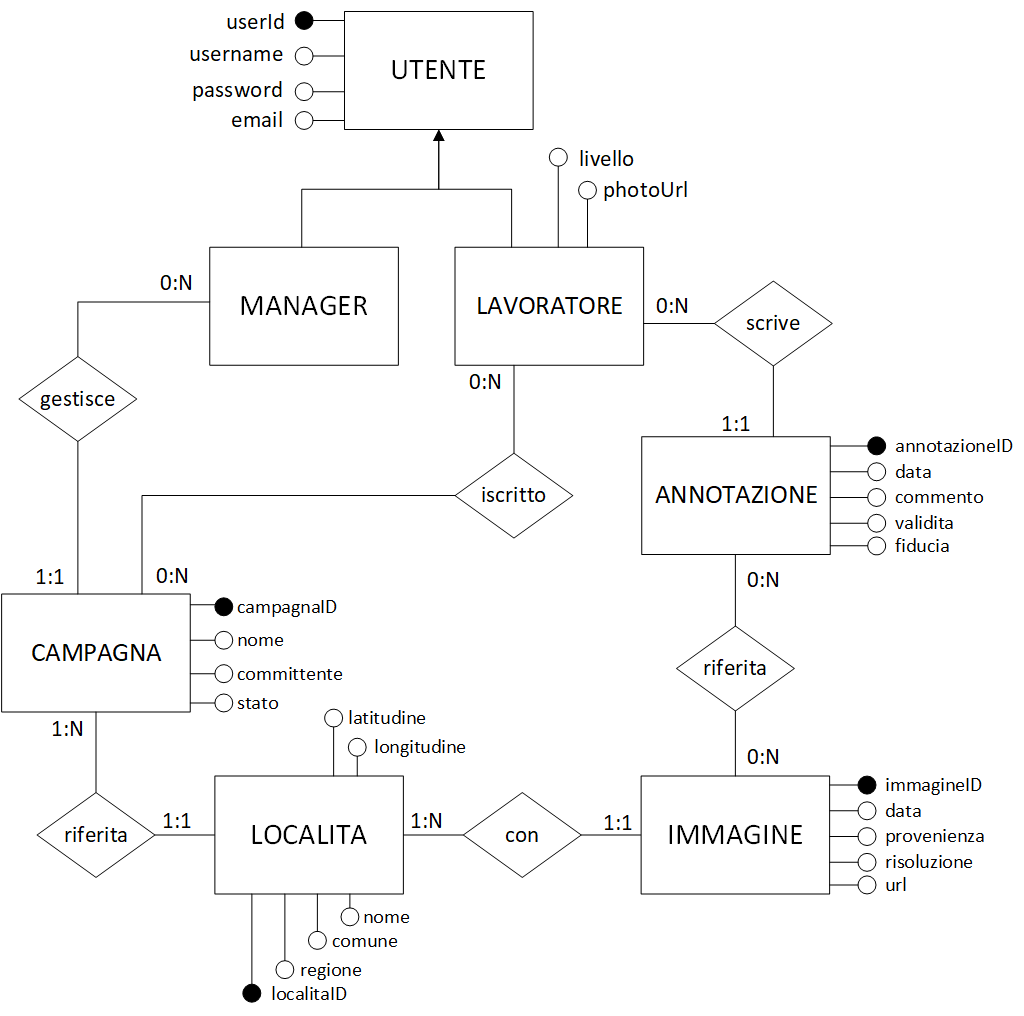 userId
username
password
email
UTENTE
livello
photoUrl
MANAGER
LAVORATORE
0:N
0:N
scrive
gestisce
0:N
iscritto
1:1
ANNOTAZIONE
annotazioneID
data
commento
validita
fiducia
1:1
0:N
0:N
CAMPAGNA
campagnaID
nome
committente
stato
riferita
1:N
latitudine
longitudine
0:N
riferita
1:1
LOCALITA
1:N
con
1:1
IMMAGINE
immagineID
data
provenienza
risoluzione
url
nome
comune
regione
localitaID